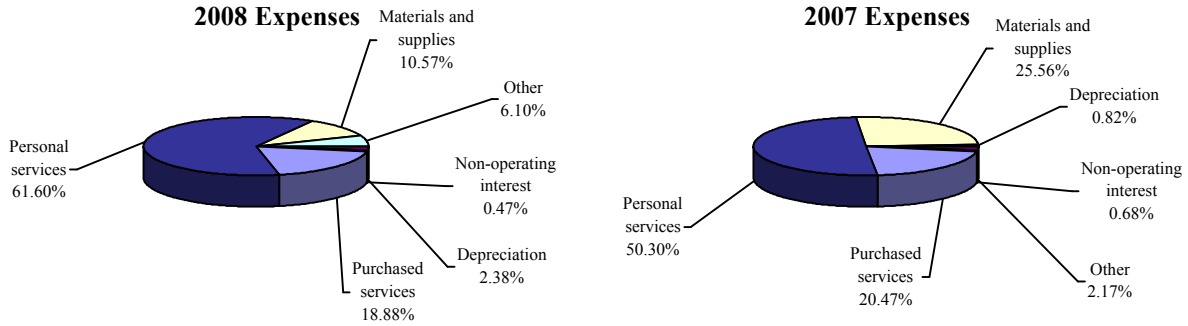 2008 Expenses
Materials and
supplies
10.57%
Other
6.10%
Personal
services
61.60%
Non-operating
interest
0.47%
Depreciation
2.38%
Purchased
services
18.88%
2007 Expenses
Materials and
supplies
25.56%
Depreciation
0.82%
Non-operating
interest
0.68%
Personal
services
50.30%
Other
2.17%
Purchased
services
20.47%